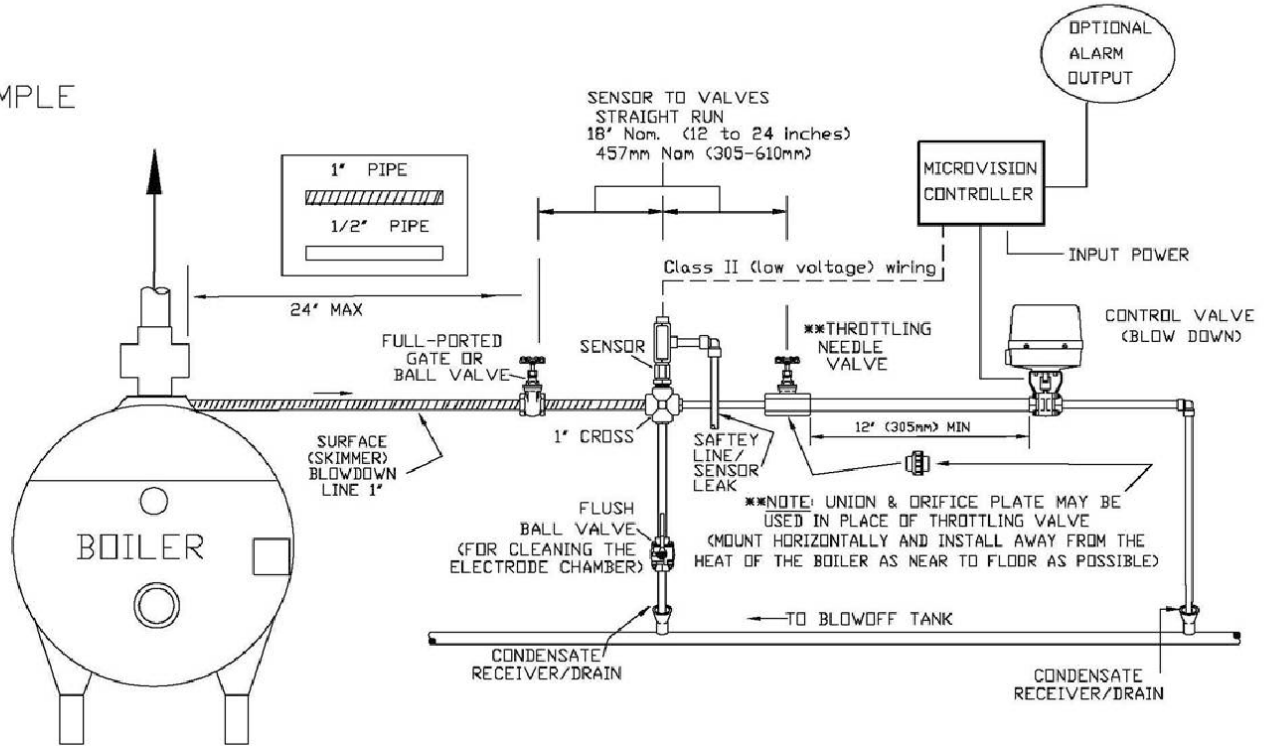 MPLE
OPTIONAL
ALARM
OUTPUT
SENSOR TO VALVES
STRAIGHT RUN
18" Nom. (12 to 24 inches)
457mm Nom (305-610mm)
1" PIPE
1/2" PIPE
MICROVISION
CONTROLLER
INPUT POWER
Class II (low voltage) wiring
24" MAX
FULL-PORTED
GATE OR
BALL VALVE
SENSOR
**THROTTLING
NEEDLE
VALVE
CONTROL VALVE
(BLOW DOWN)
1" CROSS
SAFTEY
LINE/
SENSOR
LEAK
12" (305mm) MIN
SURFACE
(SKIMMER)
BLOWDOWN
LINE 1"
**NOTE: UNION & ORIFICE PLATE MAY BE
USED IN PLACE OF THROTTLING VALVE
(MOUNT HORIZONTALLY AND INSTALL AWAY FROM THE
HEAT OF THE BOILER AS NEAR TO FLOOR AS POSSIBLE)
FLUSH
BALL VALVE
(FOR CLEANING THE
ELECTRODE CHAMBER)
BOILER
TO BLOWOFF TANK
CONDENSATE
RECEIVER/DRAIN
CONDENSATE
RECEIVER/DRAIN